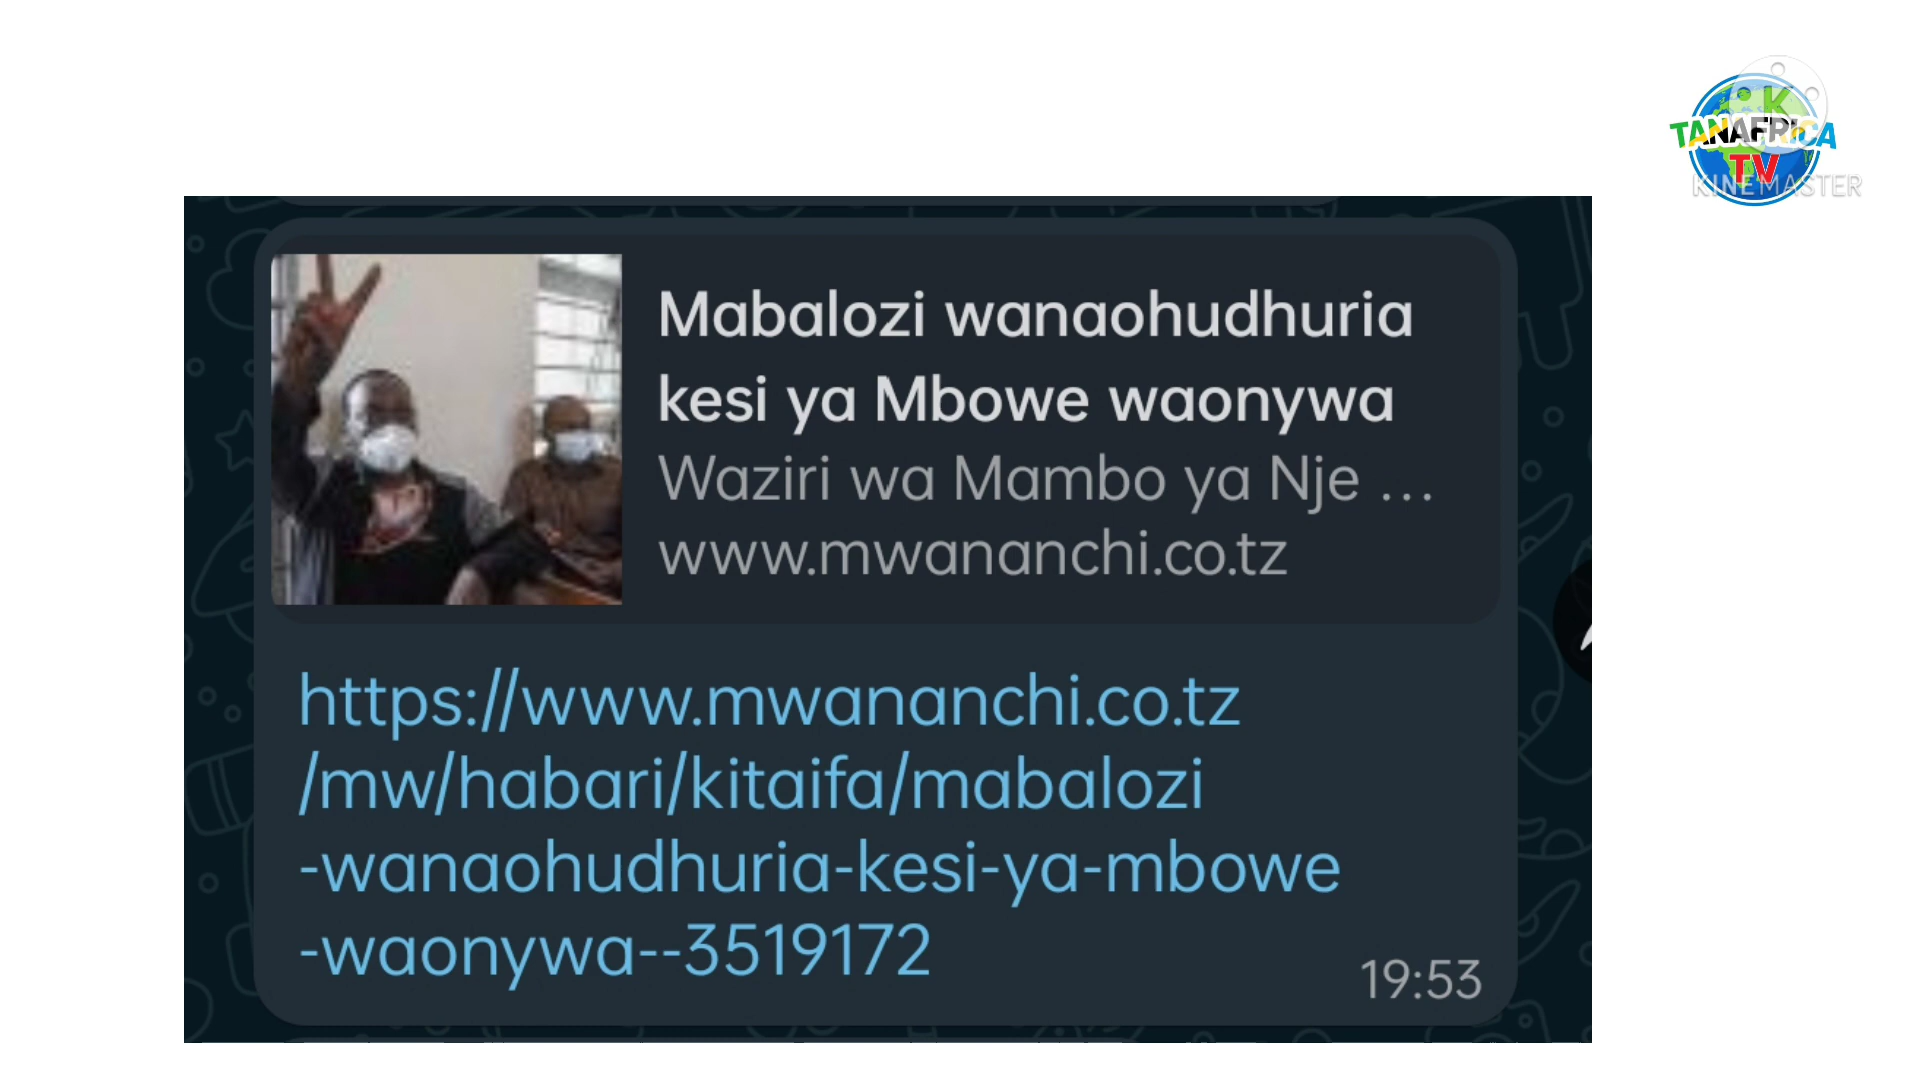 K
TANAFRICA
TV
KINEMASTER
Mabalozi wanaohudhuria
kesi ya Mbowe waonywa
Waziri wa Mambo ya Nje ...
www.mwananchi.co.tz
https://www.mwananchi.co.tz
/mw/habari/kitaifa/mabalozi
-wanaohudhuria-kesi-ya-mbowe
-waonywa--3519172
19:53